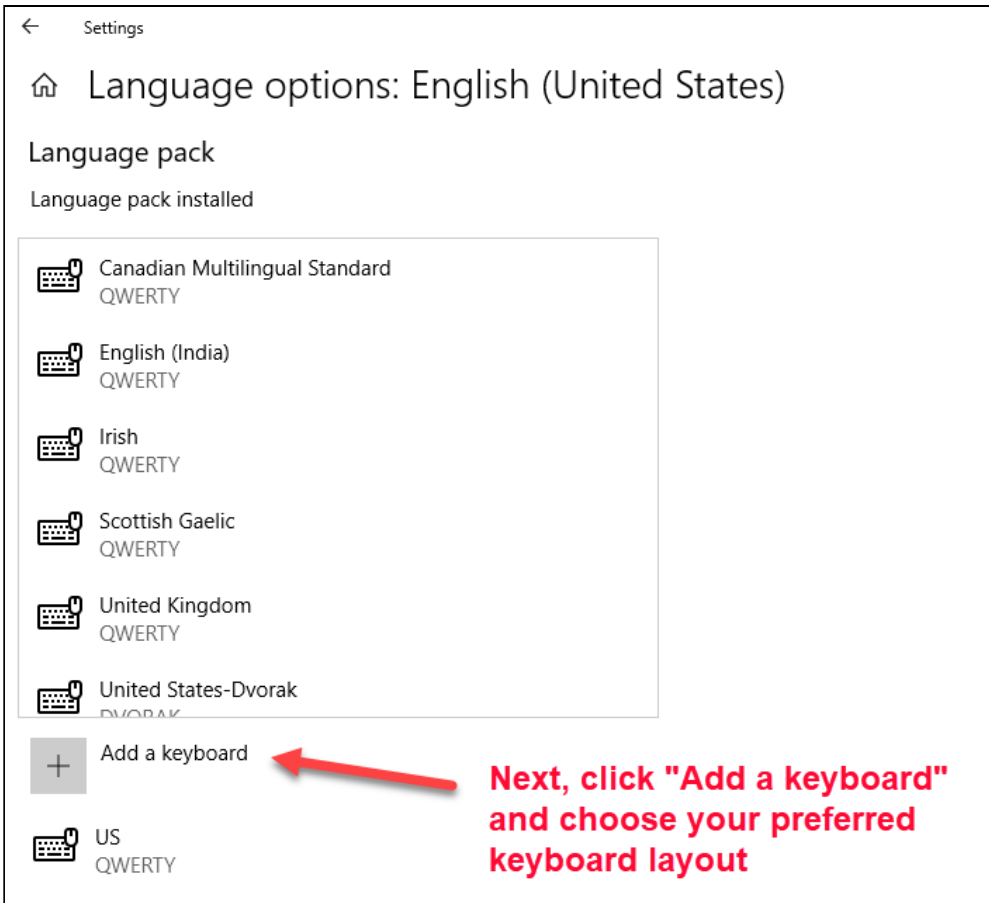 Settings
Language options: English (United States)
Language pack
Language pack installed
Canadian Multilingual Standard
QWERTY
English (India)
QWERTY
Irish
QWERTY
Scottish Gaelic
QWERTY
United Kingdom
QWERTY
United States-Dvorak
DVORAK
Add a keyboard
Next, click "Add a keyboard"
and choose your preferred
keyboard layout
US
QWERTY